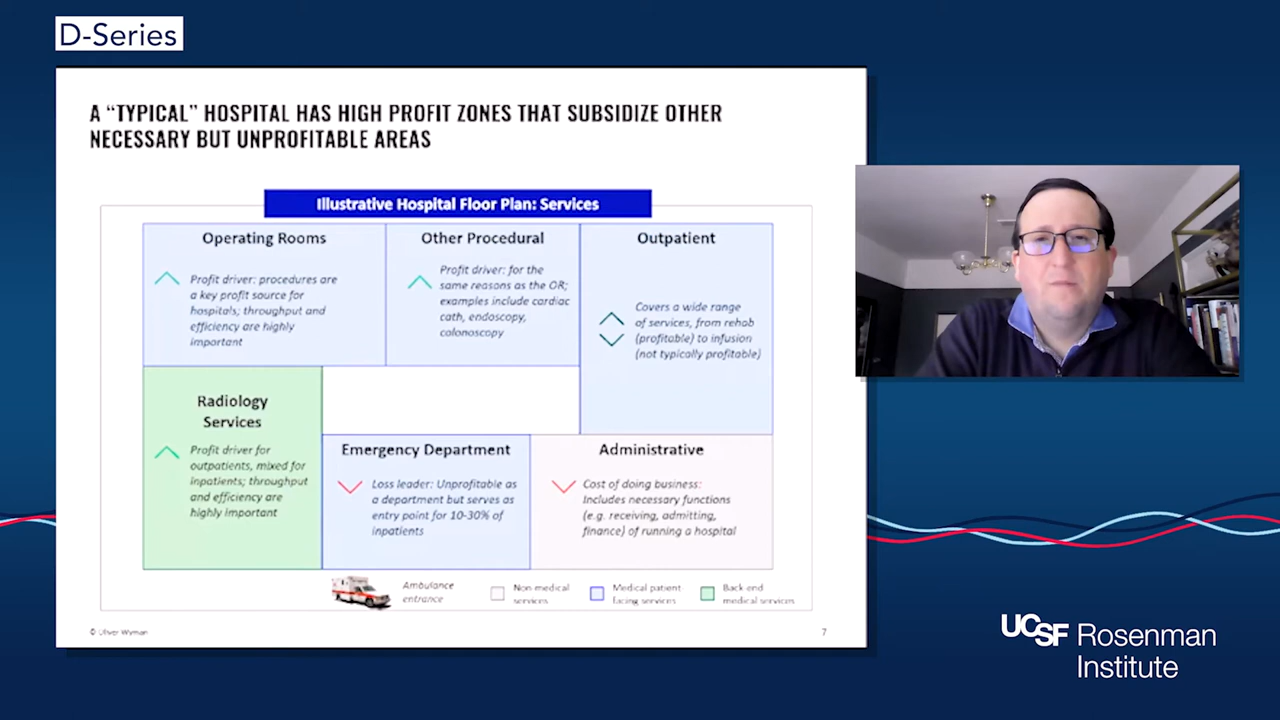 D-Series
A “TYPICAL” HOSPITAL HAS HIGH PROFIT ZONES THAT SUBSIDIZE OTHER
NECESSARY BUT UNPROFITABLE AREAS
Illustrative Hospital Floor Plan: Services
Operating Rooms
Profit driver: procedures are
a key profit source for
hospitals; throughput and
efficiency are highly
important
Other Procedural
Profit driver: for the
same reasons as the OR;
examples include cardiac
cath, endoscopy,
colonoscopy
Outpatient
Covers a wide range
of services, from rehab
(profitable) to infusion
(not typically profitable)
Radiology
Services
Profit driver for
outpatients, mixed for
inpatients; throughput
and efficiency are
highly important
Emergency Department
Loss leader: Unprofitable as
a department but serves as
entry point for 10-30% of
inpatients
Administrative
Cost of doing business:
Includes necessary functions
(e.g. receiving, admitting,
finance) of running a hospital
Ambulance
entrance
Non medical
services
Medical patient
facing services
Back end
medical services
© Oliver Wyman
7
UCSF Rosenman
Institute